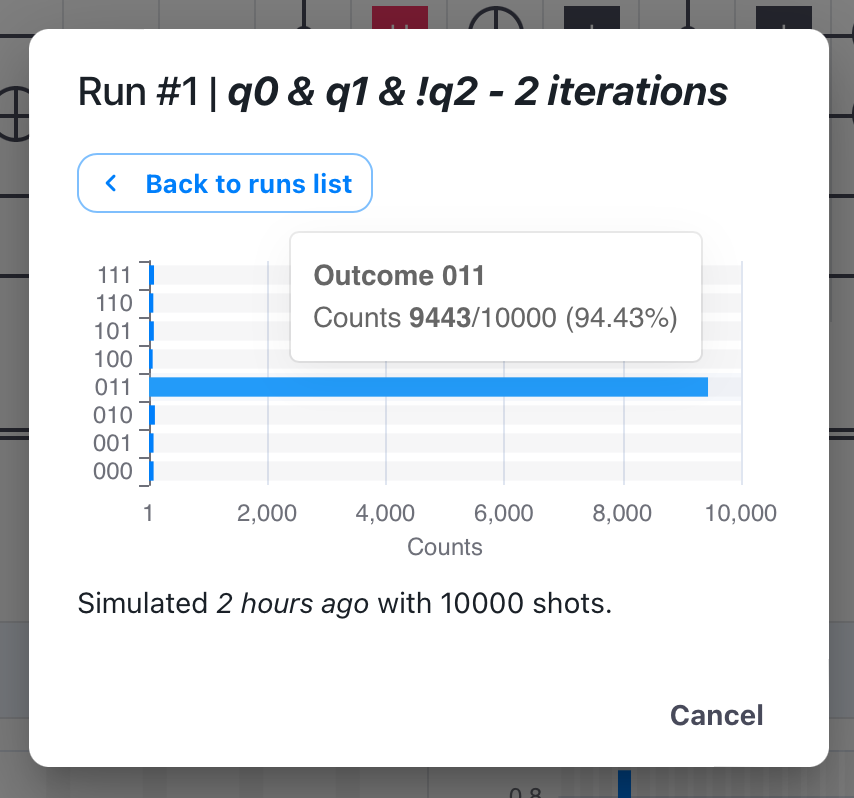 Run #1 | q0 & q1 & !q2 - 2 iterations
Back to runs list
Outcome 011
Counts 9443/10000 (94.43%)
111
110
101
100
011
010
001
000
1 2,000 4,000 6,000 8,000 10,000
Counts
Simulated 2 hours ago with 10000 shots.
Cancel
0.8